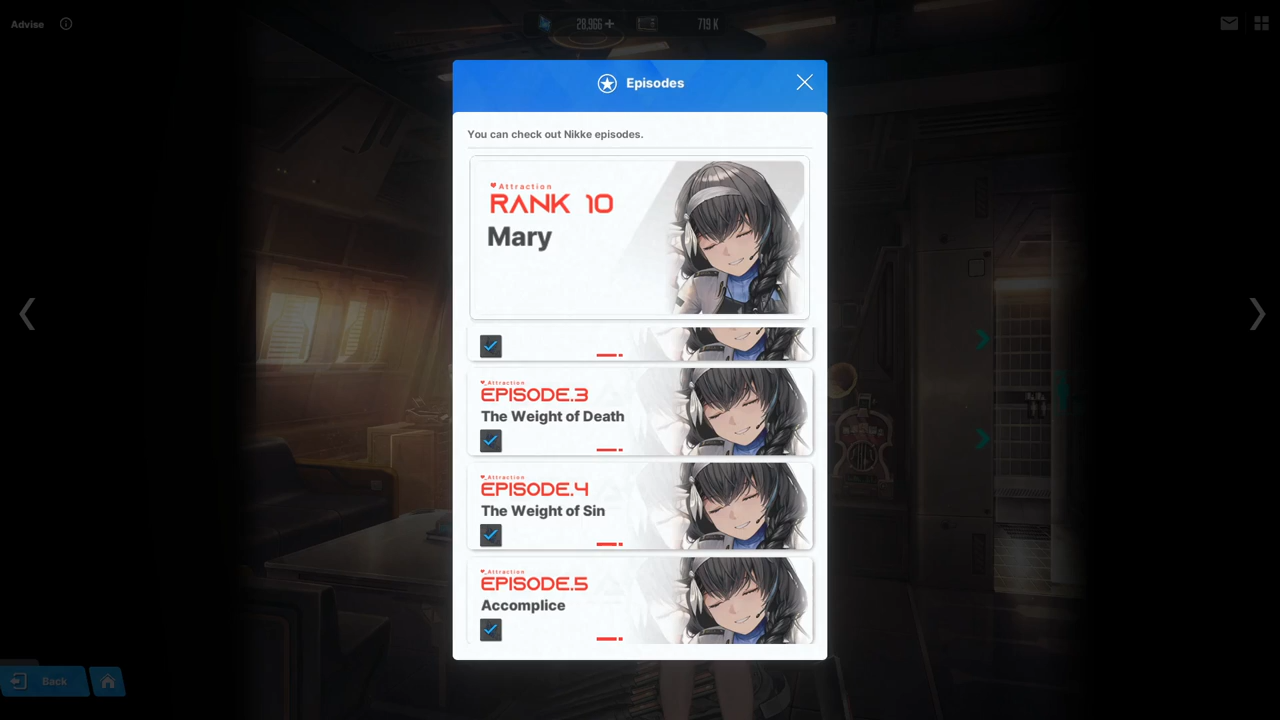 Advise
28,966
719 K
Episodes
You can check out Nikke episodes.
Attraction
RANK 10
Mary
Attraction
EPISODE.3
The Weight of Death
Attraction
EPISODE.4
The Weight of Sin
Attraction
EPISODE.5
Accomplice
Back